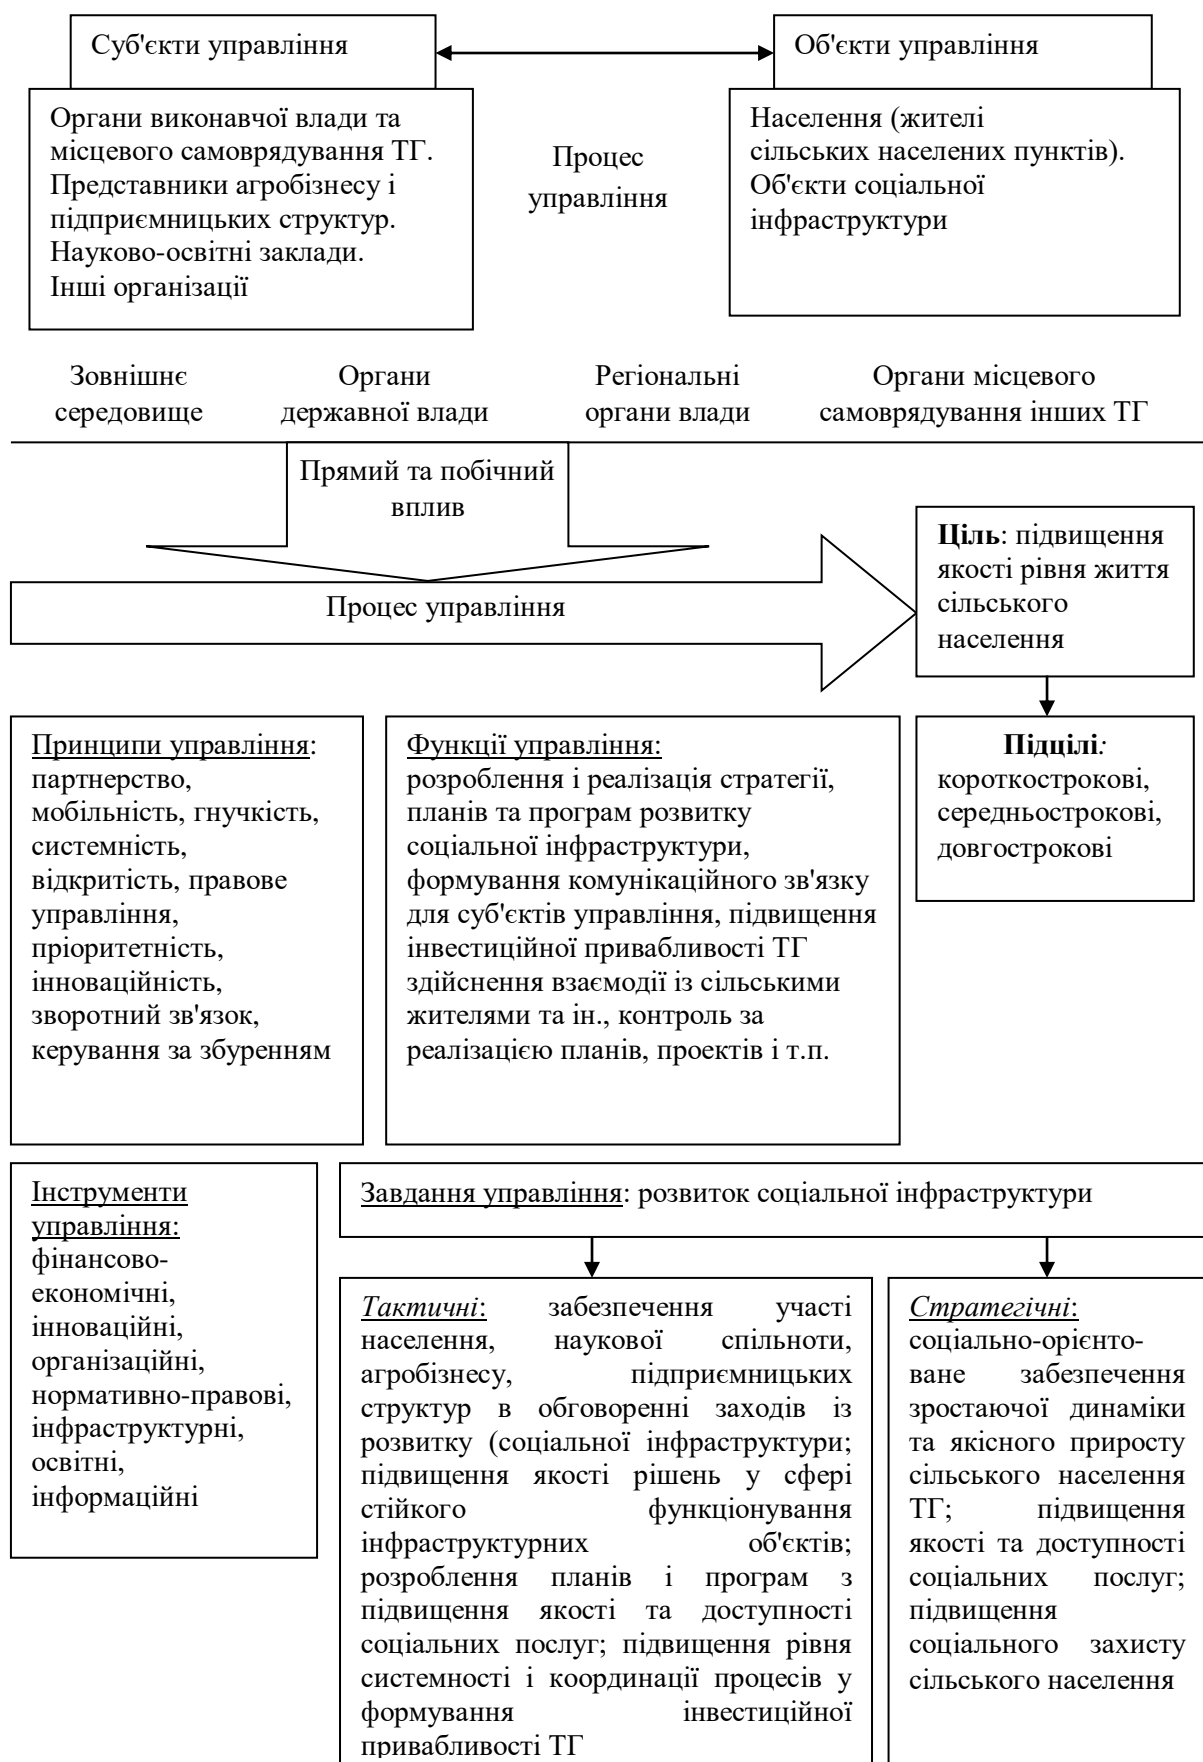 Суб'єкти управління
Об'єкти управління
Органи виконавчої влади та
місцевого самоврядування ТГ.
Представники агробізнесу і
підприємницьких структур.
Науково-освітні заклади.
Інші організації
Процес
управління
Населення (жителі
сільських населених пунктів).
Об'єкти соціальної
інфраструктури
Зовнішнє
середовище
Органи
державної влади
Регіональні
органи влади
Органи місцевого
самоврядування інших ТГ
Прямий та побічний
вплив
Процес управління
Ціль: підвищення
якості рівня життя
сільського
населення
Принципи управління:
партнерство,
мобільність, гнучкість,
системність,
відкритість, правове
управління,
пріоритетність,
інноваційність,
зворотний зв'язок,
керування за збуренням
Функції управління:
розроблення і реалізація стратегії,
планів та програм розвитку
соціальної інфраструктури,
формування комунікаційного зв'язку
для суб'єктів управління, підвищення
інвестиційної привабливості ТГ
здійснення взаємодії із сільськими
жителями та ін., контроль за
реалізацією планів, проектів і т.п.
Підцілі:
короткострокові,
середньострокові,
довгострокові
Інструменти
управління:
фінансово-
економічні,
інноваційні,
організаційні,
нормативно-правові,
інфраструктурні,
освітні,
інформаційні
Завдання управління: розвиток соціальної інфраструктури
Тактичні: забезпечення участі
населення, наукової спільноти,
агробізнесу, підприємницьких
структур в обговоренні заходів із
розвитку (соціальної інфраструктури;
підвищення якості рішень у сфері
стійкого функціонування
інфраструктурних об'єктів;
розроблення планів і програм з
підвищення якості та доступності
соціальних послуг; підвищення рівня
системності і координації процесів у
формування інвестиційної
привабливості ТГ
Стратегічні:
соціально-орієнто-
ване забезпечення
зростаючої динаміки
та якісного приросту
сільського населення
ТГ; підвищення
якості та доступності
соціальних послуг;
підвищення
соціального захисту
сільського населення